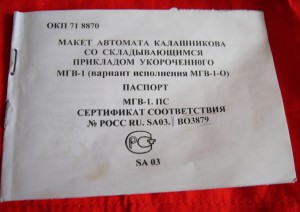 ОКП 71 8870
МАКЕТ АВТОМАТА КАЛАШНИКОВА
СО СКЛАДЫВАЮЩИМСЯ
ПРИКЛАДОМ УКОРОЧЕННОГО
МГВ-1 (вариант исполнения МГВ-1-О)
ПАСПОРТ
МГВ-1. ПС
СЕРТИФИКАТ СООТВЕТСТВИЯ
№ РОСС RU. SA03. ВО3879
SA 03